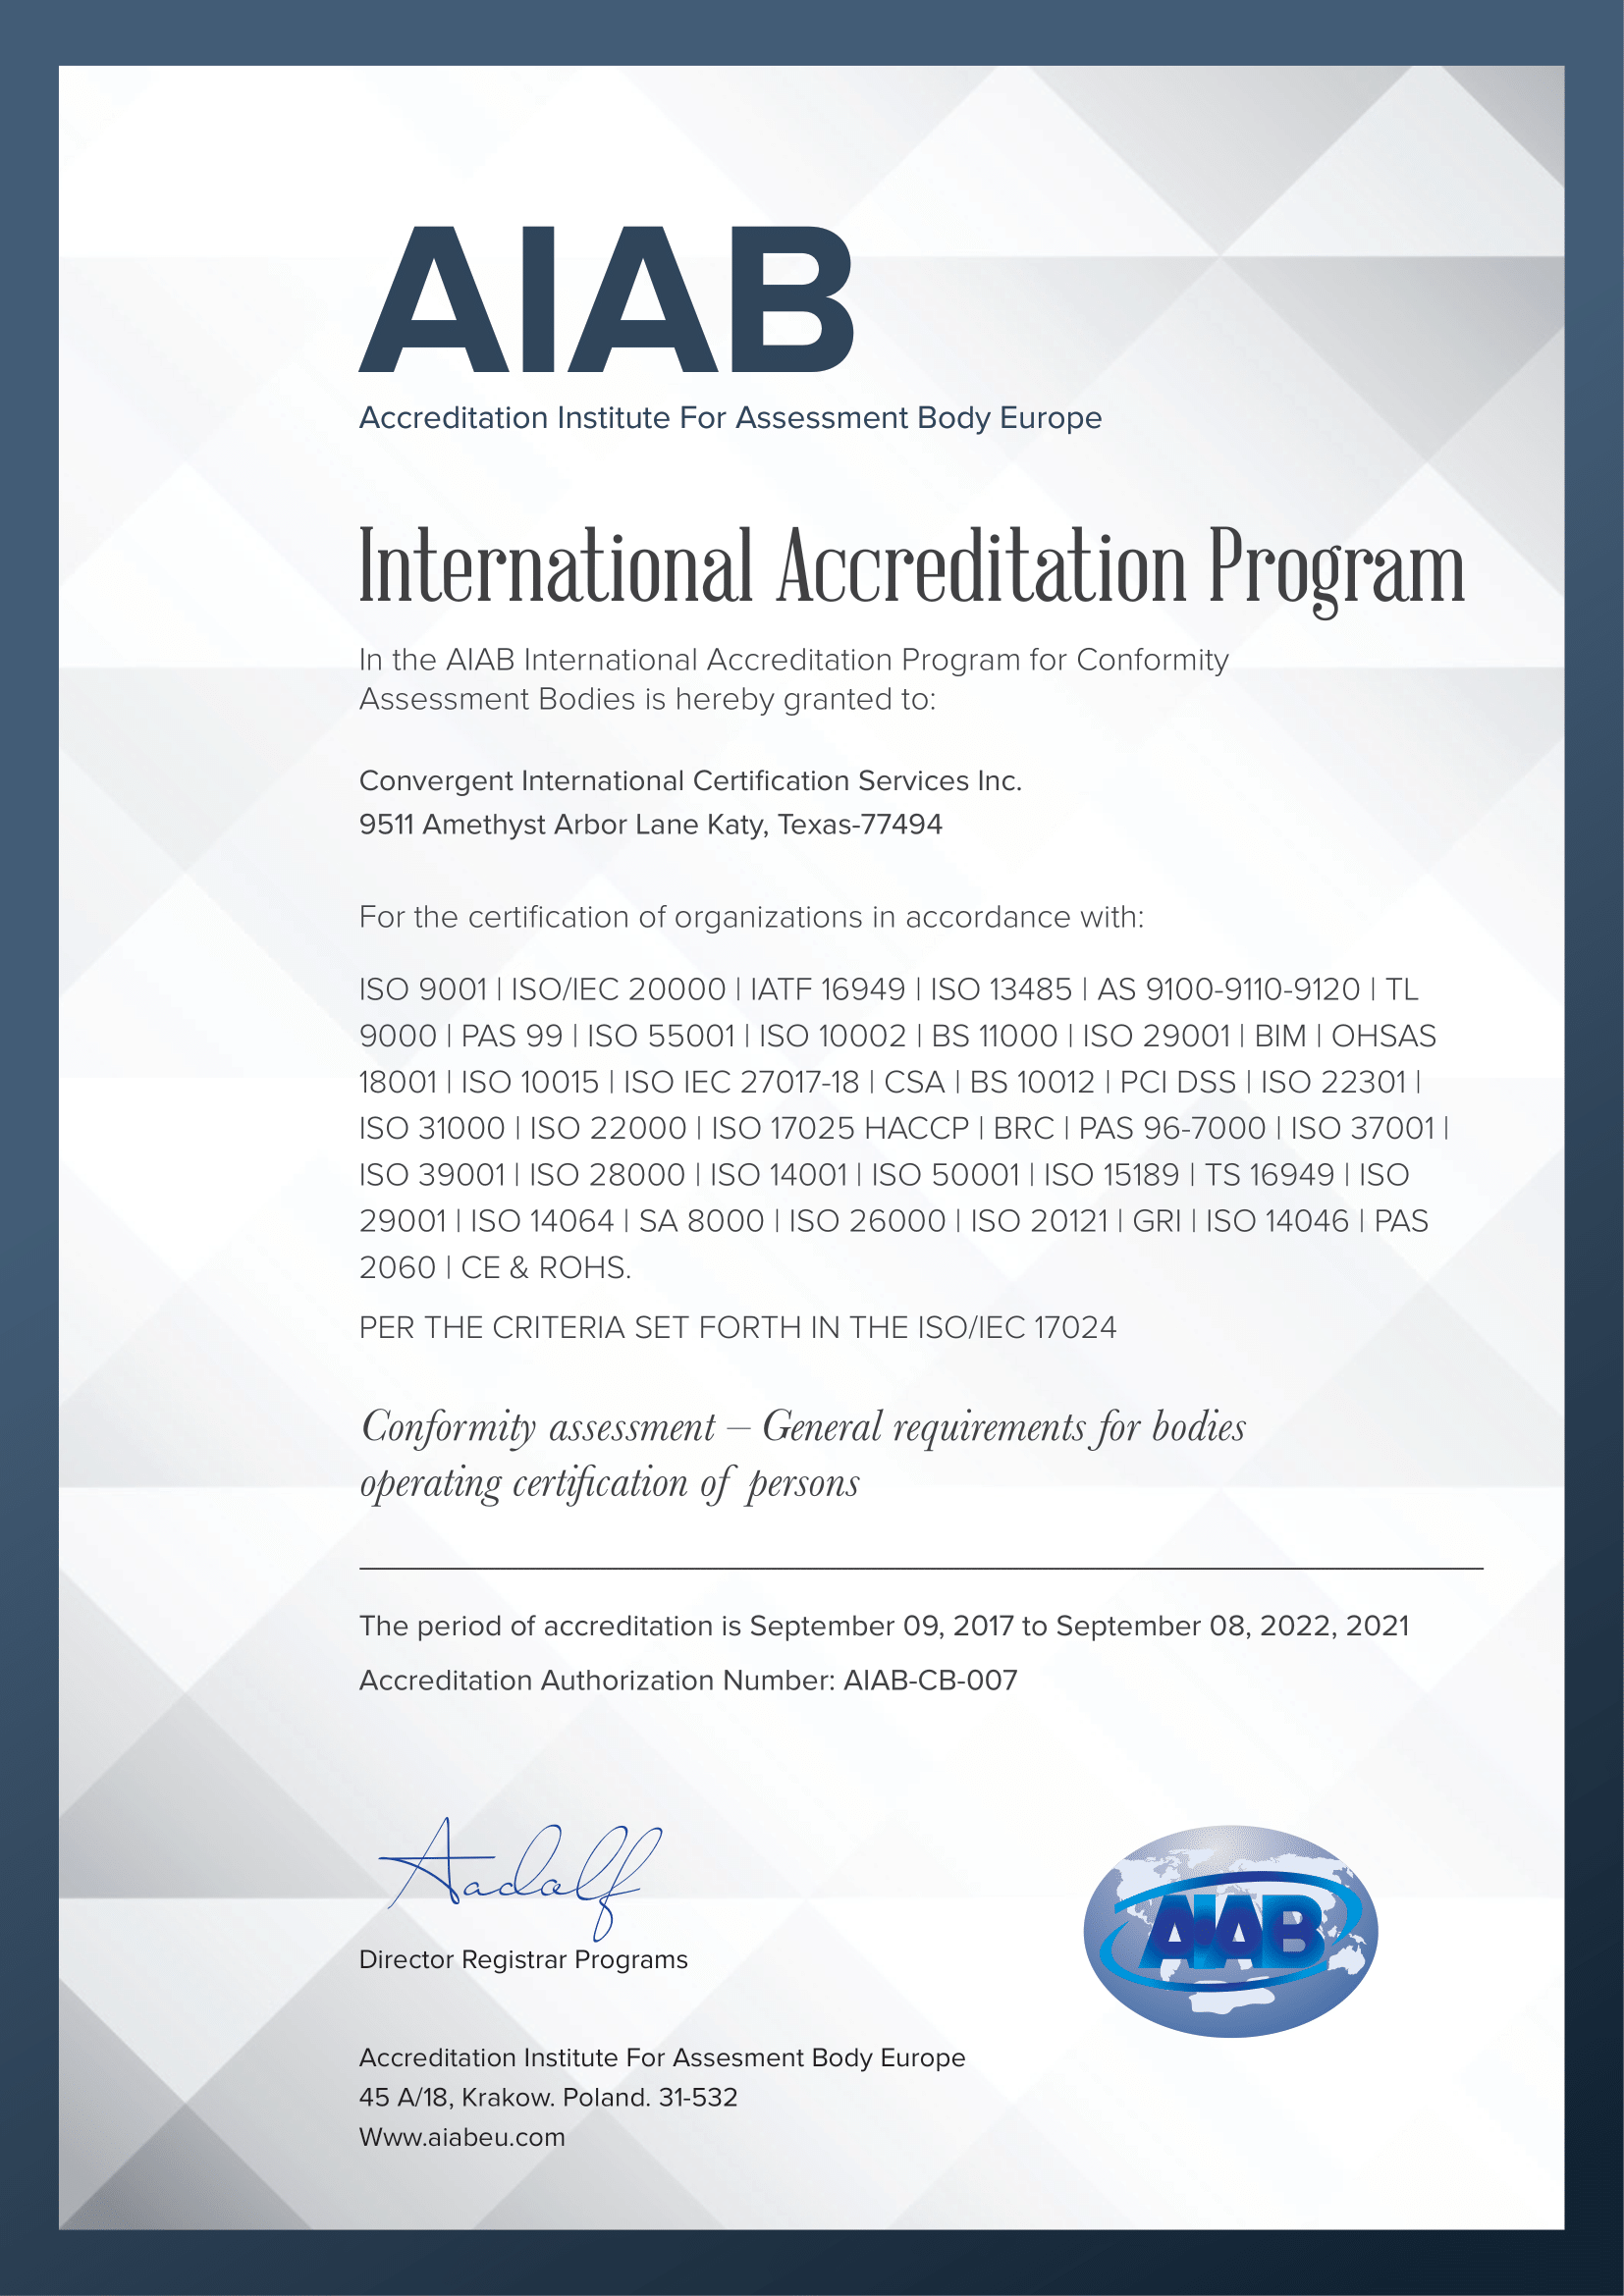 AIAB
Accreditation Institute For Assessment Body Europe
International Accreditation Program
In the AIAB International Accreditation Program for Conformity
Assessment Bodies is hereby granted to:
Convergent International Certification Services Inc.
9511 Amethyst Arbor Lane Katy, Texas-77494
For the certification of organizations in accordance with:
ISO 9001 | ISO/IEC 20000 | IATF 16949 | ISO 13485 | AS 9100-9110-9120 | TL
9000 | PAS 99 | ISO 55001 | ISO 10002 | BS 11000 | ISO 29001 | BIM | OHSAS
18001 | ISO 10015 | ISO IEC 27017-18 | CSA | BS 10012 | PCI DSS | ISO 22301 |
ISO 31000 | ISO 22000 | ISO 17025 HACCP | BRC | PAS 96-7000 | ISO 37001 |
ISO 39001 | ISO 28000 | ISO 14001 | ISO 50001 | ISO 15189 | TS 16949 | ISO
29001 | ISO 14064 | SA 8000 | ISO 26000 | ISO 20121 | GRI | ISO 14046 | PAS
2060 | CE & ROHS.
PER THE CRITERIA SET FORTH IN THE ISO/IEC 17024
Conformity assessment – General requirements for bodies
operating certification of persons
The period of accreditation is September 09, 2017 to September 08, 2022, 2021
Accreditation Authorization Number: AIAB-CB-007
Aadalf
AIAB
Director Registrar Programs
Accreditation Institute For Assesment Body Europe
45 A/18, Krakow. Poland. 31-532
Www.aiabeu.com